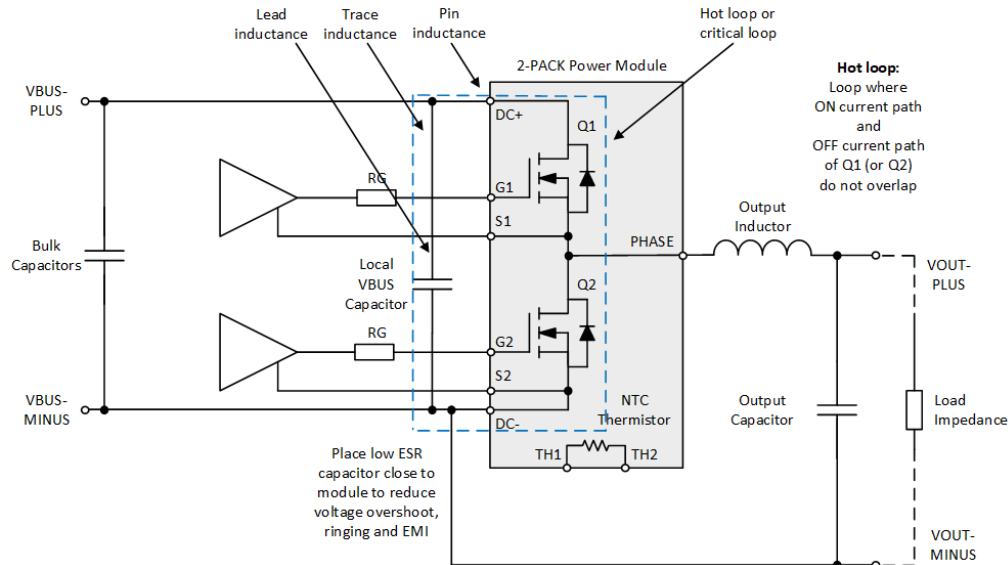 Lead
inductance
Trace
inductance
Pin
inductance
Hot loop or
critical loop
2-PACK Power Module
Hot loop:
Loop where
ON current path
and
OFF current path
of Q1 (or Q2)
do not overlap
VBUS-
PLUS
DC+
Q1
RG
G1
S1
PHASE
Output
Inductor
Bulk
Capacitors
Local
VBUS
Capacitor
Q2
VOUT-
PLUS
RG
G2
S2
VBUS-
MINUS
DC-
NTC
Thermistor
Output
Capacitor
Load
Impedance
TH1
TH2
Place low ESR
capacitor close to
module to reduce
voltage overshoot,
ringing and EMI
VOUT-
MINUS